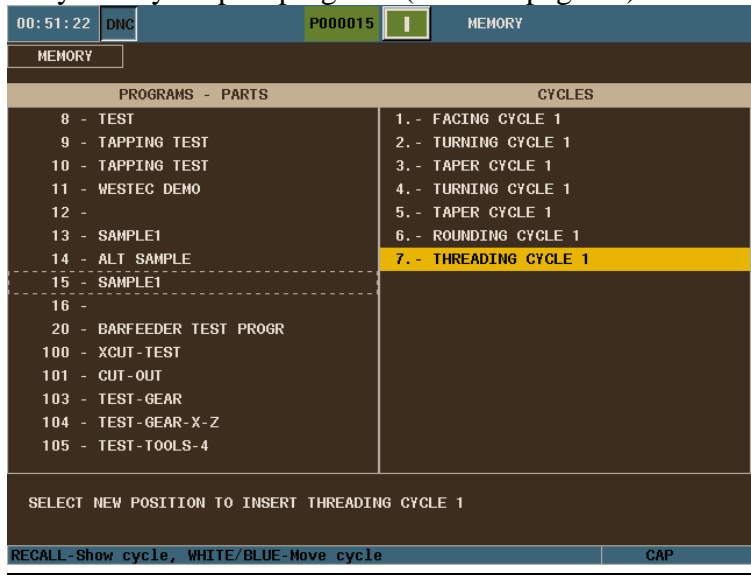 00:51:22 DNC P000015 I MEMORY
MEMORY
PROGRAMS - PARTS
8 - TEST
9 - TAPPING TEST
10 - TAPPING TEST
11 - WESTEC DEMO
12 -
13 - SAMPLE1
14 - ALT SAMPLE
15 - SAMPLE1
16 -
20 - BARFEEDER TEST PROGR
100 - XCUT-TEST
101 - CUT-OUT
103 - TEST-GEAR
104 - TEST-GEAR-X-Z
105 - TEST-TOOLS-4
CYCLES
1.- FACING CYCLE 1
2.- TURNING CYCLE 1
3.- TAPER CYCLE 1
4.- TURNING CYCLE 1
5.- TAPER CYCLE 1
6.- ROUNDING CYCLE 1
7.- THREADING CYCLE 1
SELECT NEW POSITION TO INSERT THREADING CYCLE 1
RECALL-Show cycle, WHITE/BLUE-Move cycle CAP